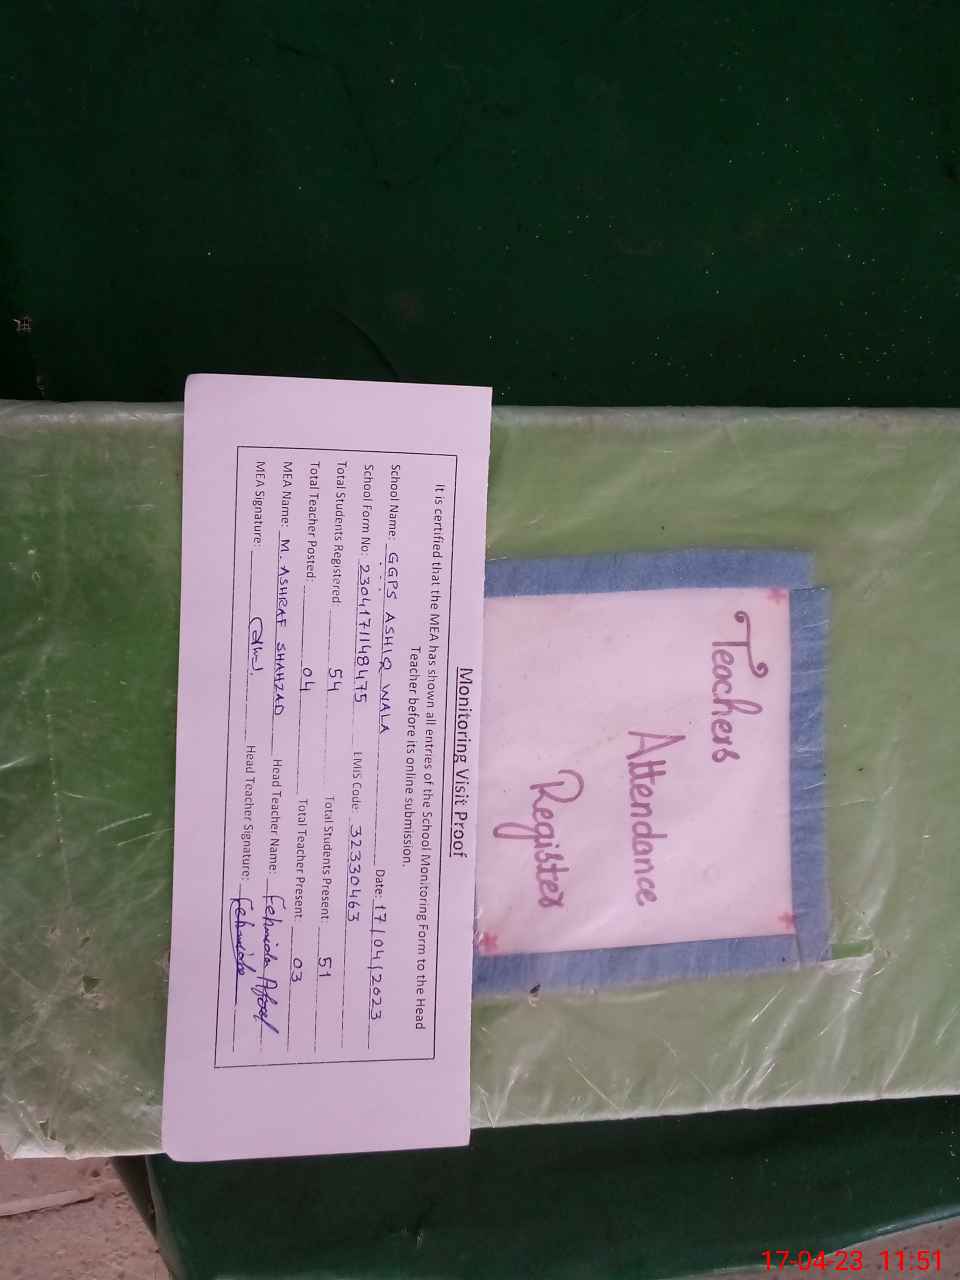 Teachers
Attendance
Register
Monitoring Visit Proof
It is certified that the MEA has shown all entries of the School Monitoring Form to the Head
Teacher before its online submission.
School Name: GGPS ASHIQ WALA Date: 17/04/2023
School Form No: 2304171148475 EMIS Code: 32330463
Total Students Registered: 54 Total Students Present: 51
Total Teacher Posted: 04 Total Teacher Present: 03
MEA Name: M. ASHRAF SHAHZAD Head Teacher Name: Fehmida Afzal
MEA Signature: Head Teacher Signature: Fehmida
17-04-23 11:51